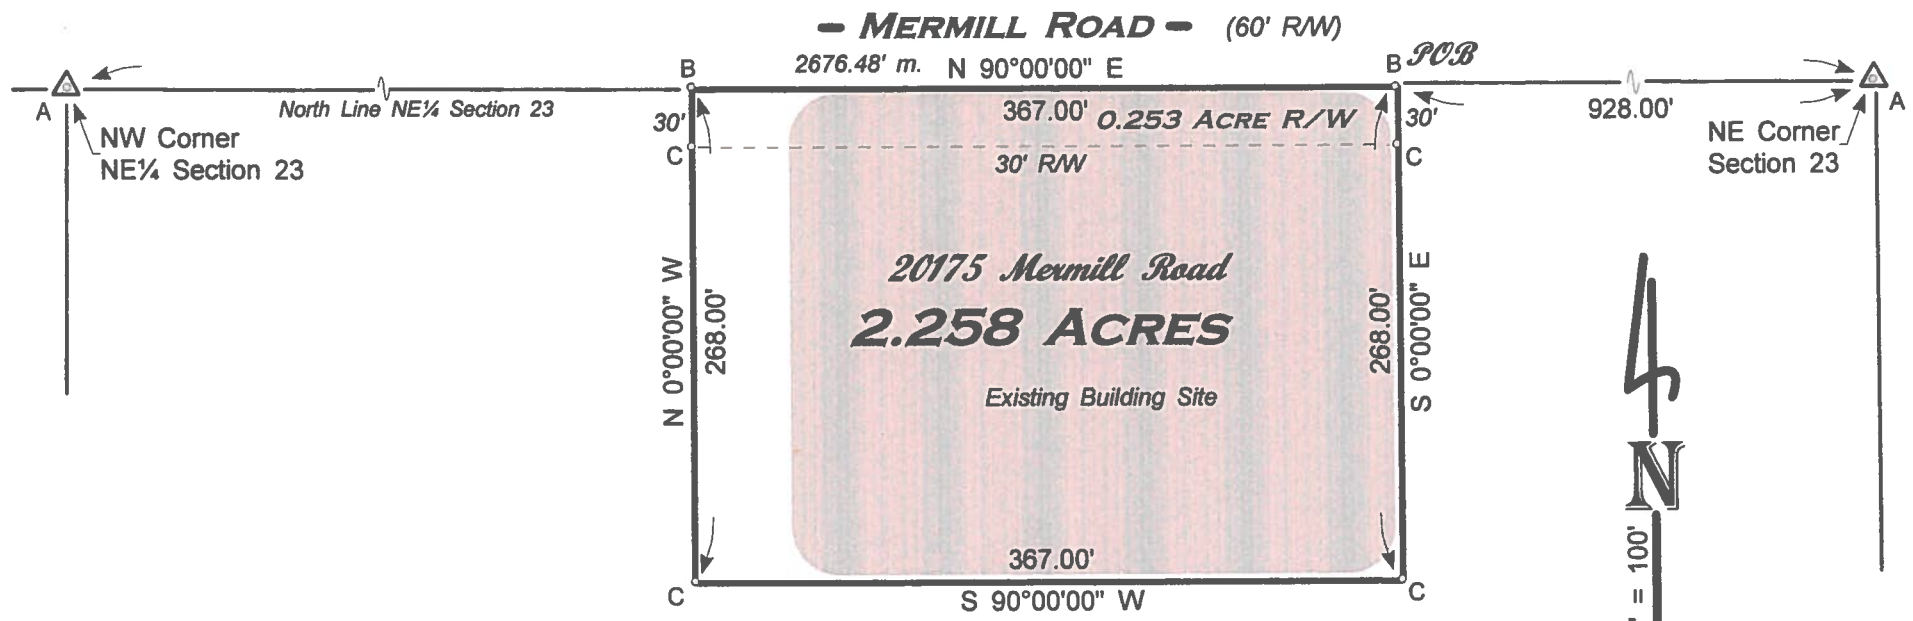 – MERMILL ROAD – (60' R/W)
2676.48' m. N 90°00'00" E
B
B POB
A
North Line NE¼ Section 23
367.00' 0.253 ACRE R/W
928.00'
A
NW Corner
NE¼ Section 23
30'
30'
NE Corner
Section 23
C
30' R/W
C
20175 Mermill Road
2.258 ACRES
Existing Building Site
N 0°00'00" W
268.00'
268.00'
S 0°00'00" E
N
367.00'
C
S 90°00'00" W
C
= 100'